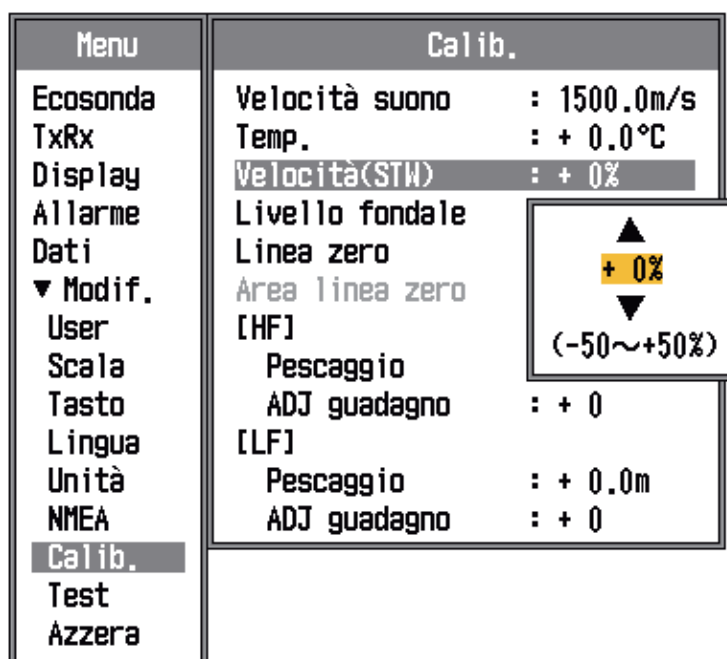 Menu
Ecosonda
TxRx
Display
Allarme
Dati
▼ Modif.
User
Scala
Tasto
Lingua
Unità
NMEA
Calib.
Test
Azzera
Calib.
Velocità suono : 1500.0m/s
Temp. : + 0.0°C
Velocità(STW) : + 0%
Livello fondale
Linea zero
Area linea zero
[HF]
Pescaggio
ADJ guadagno : + 0
[LF]
Pescaggio : + 0.0m
ADJ guadagno : + 0
▲
+ 0%
▼
(-50～+50%)